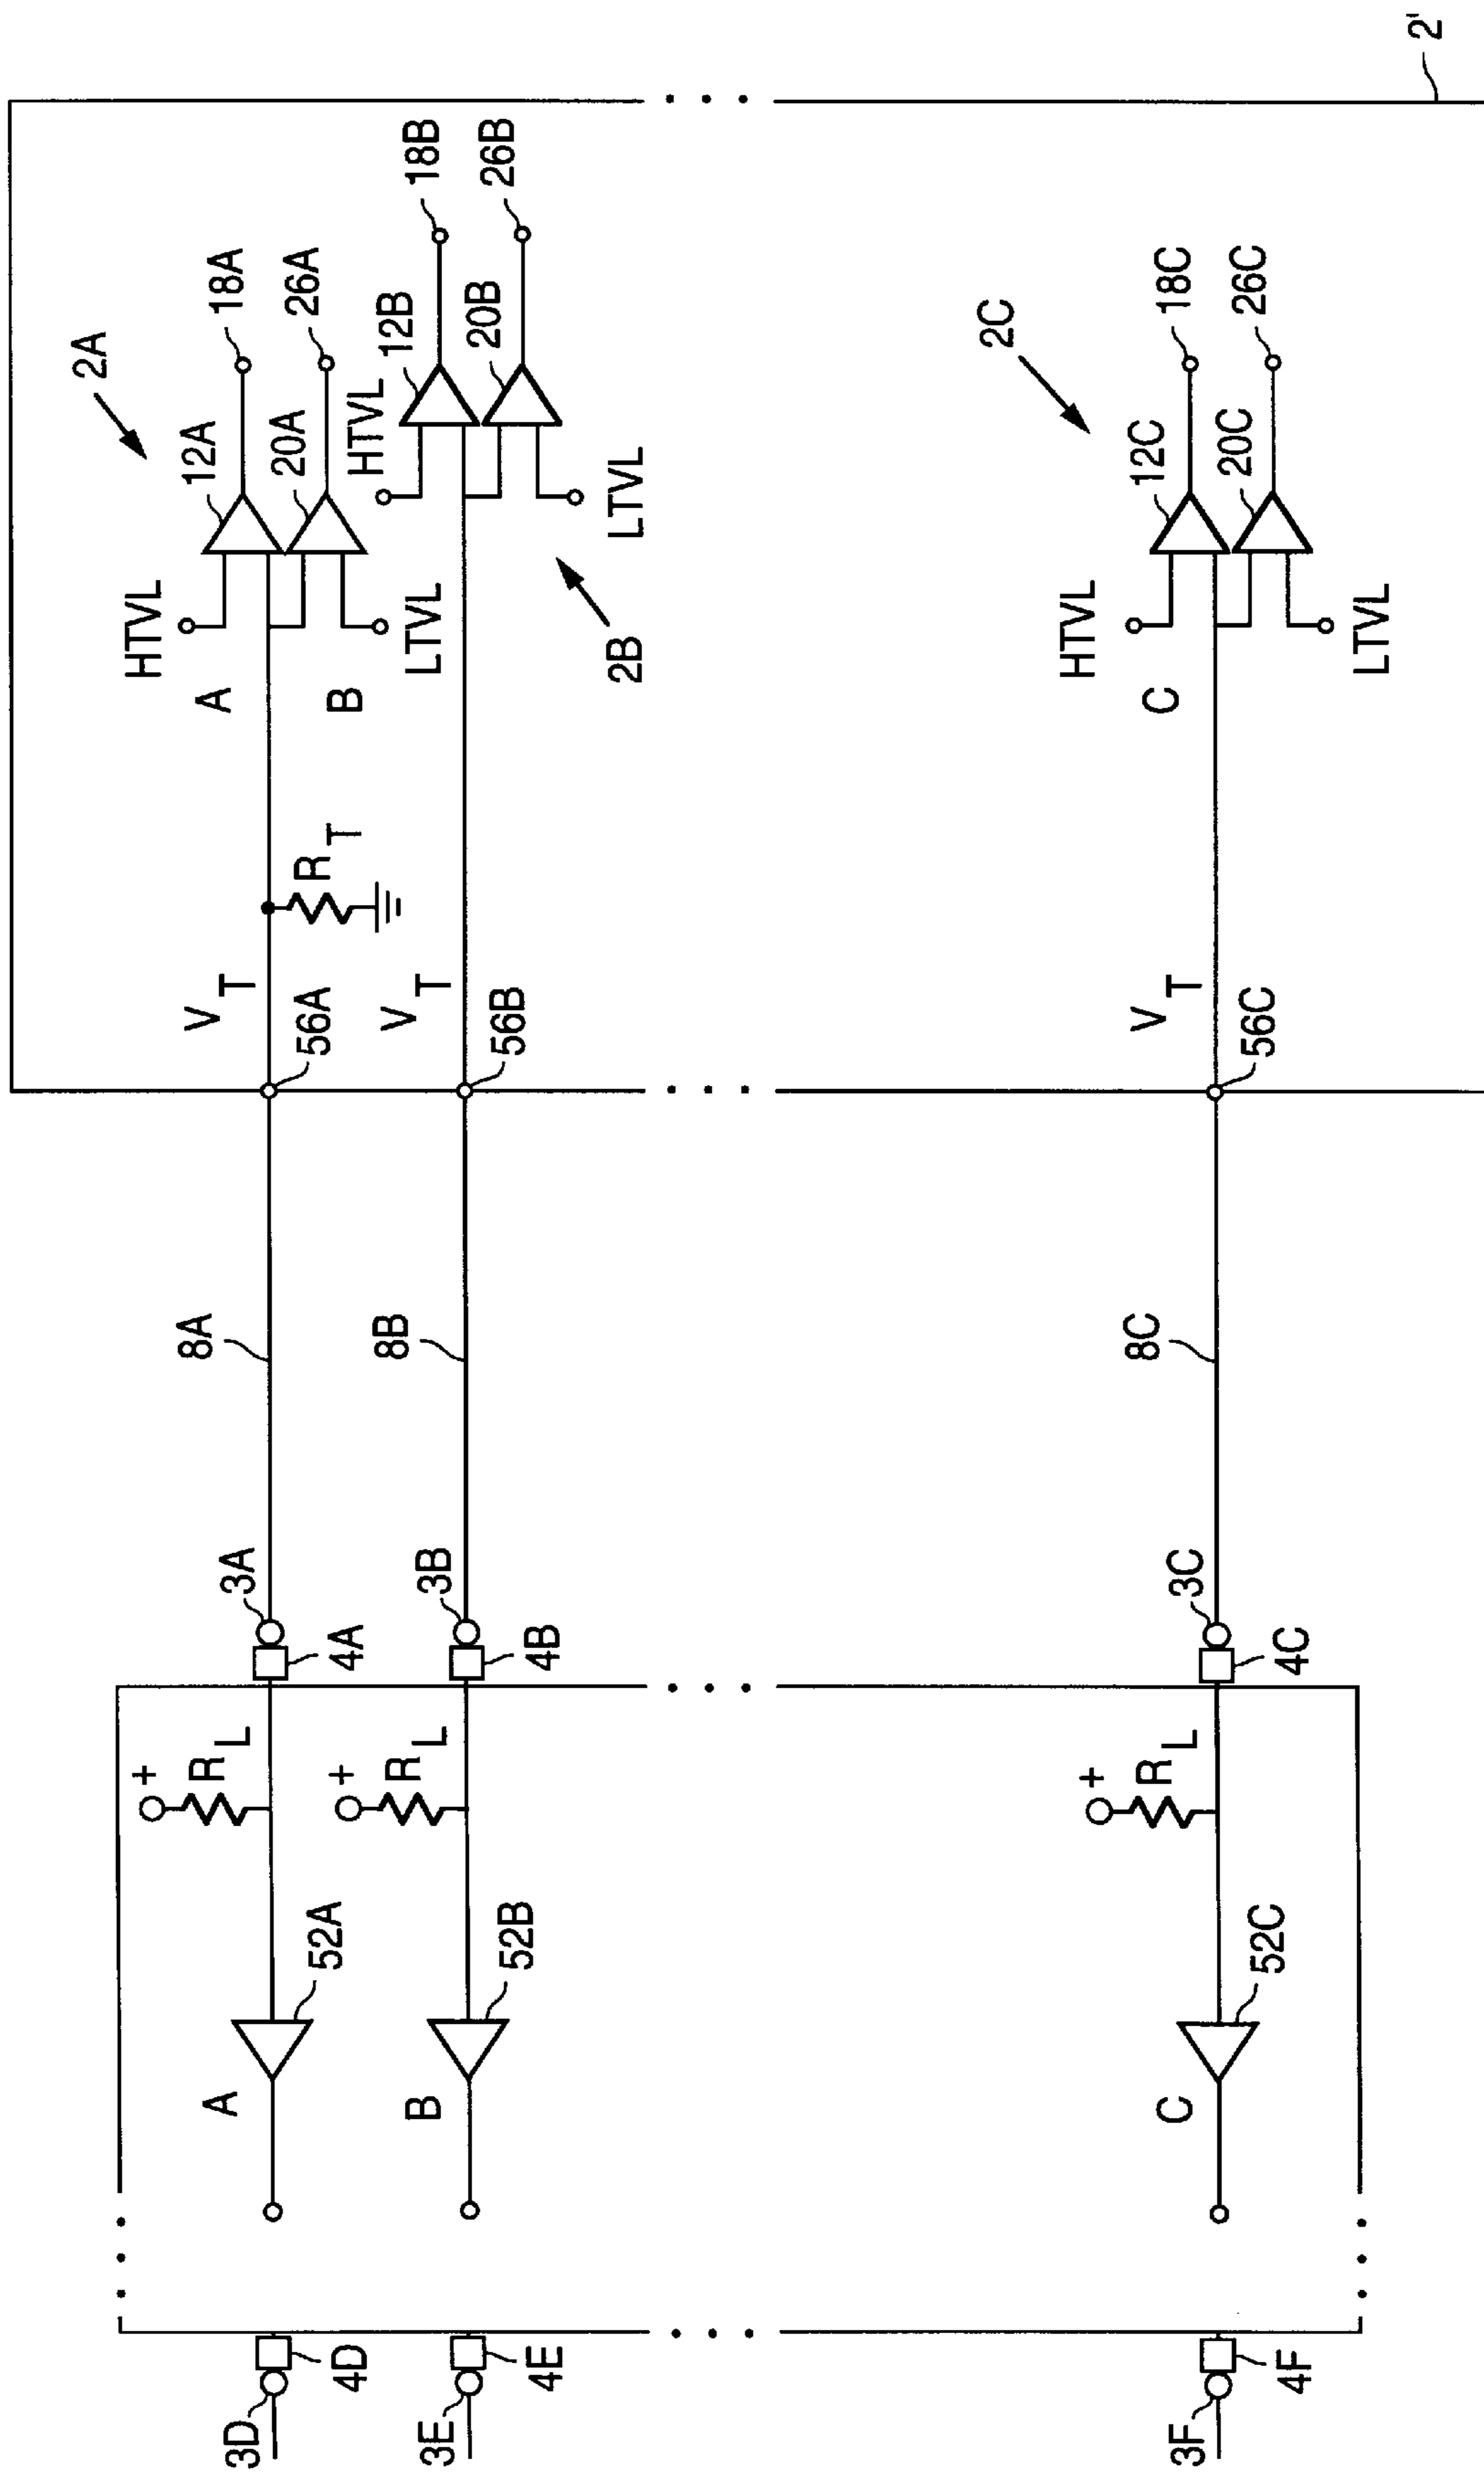 2'
2A
12A
18A
20A
26A
HTVL
A
B
LTVL
HTVL
12B
18B
20B
26B
LTVL
2B
2C
12C
18C
20C
26C
HTVL
C
LTVL
R T
V T
56A
V T
56B
V T
56C
8A
8B
8C
3A
4A
3B
4B
3C
4C
+
R L
+
R L
+
R L
52A
A
52B
B
52C
C
3D
4D
3E
4E
3F
4F